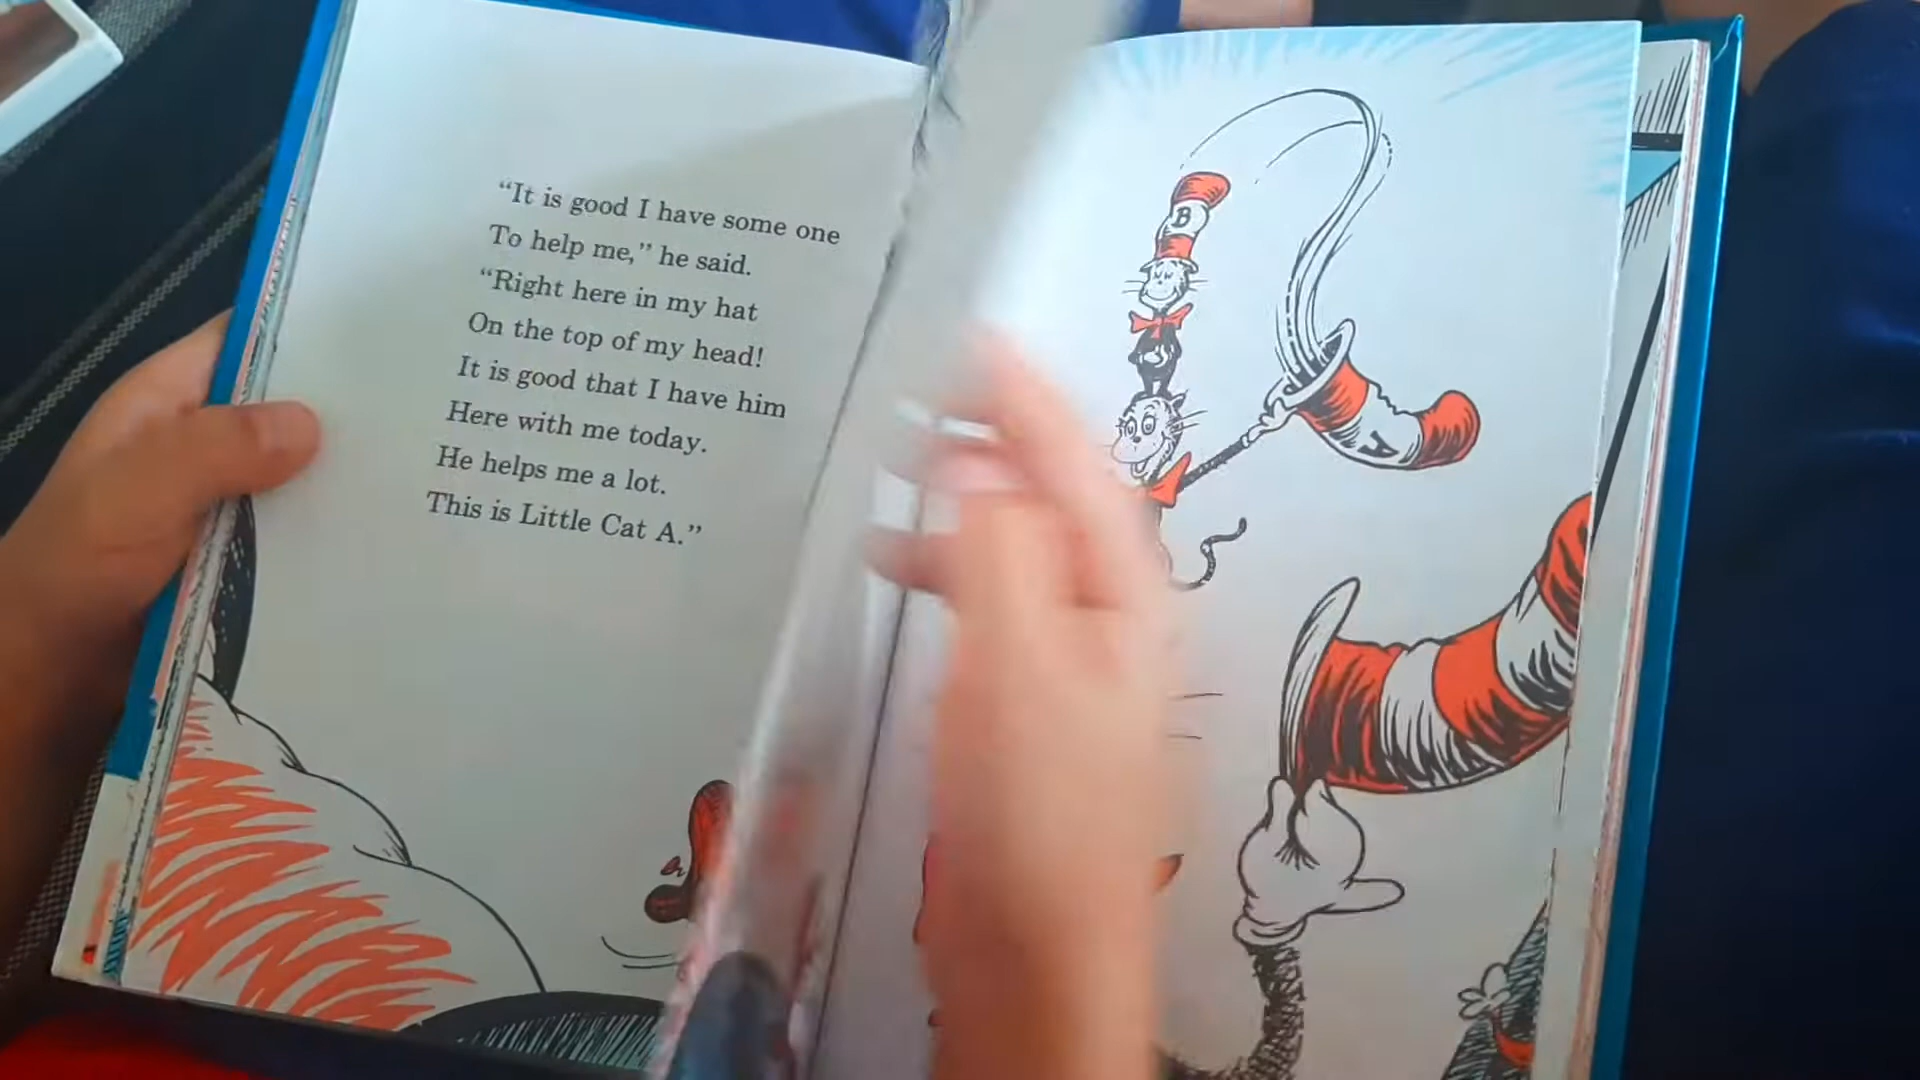 “It is good I have some one
To help me,” he said.
“Right here in my hat
On the top of my head!
It is good that I have him
Here with me today.
He helps me a lot.
This is Little Cat A.”
B
A